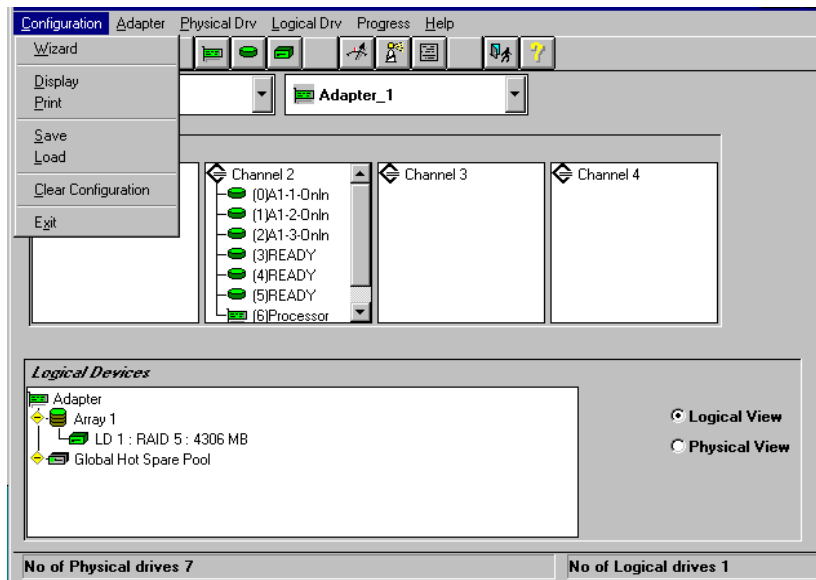 Configuration Adapter Physical Drv Logical Drv Progress Help
Wizard
Display
Print
Save
Load
Clear Configuration
Exit
Adapter_1
Channel 2
(0)A1-1-Onln
(1)A1-2-Onln
(2)A1-3-Onln
(3)READY
(4)READY
(5)READY
(6)Processor
Channel 3
Channel 4
Logical Devices
Adapter
Array 1
LD 1 : RAID 5 : 4306 MB
Global Hot Spare Pool
Logical View
Physical View
No of Physical drives 7
No of Logical drives 1